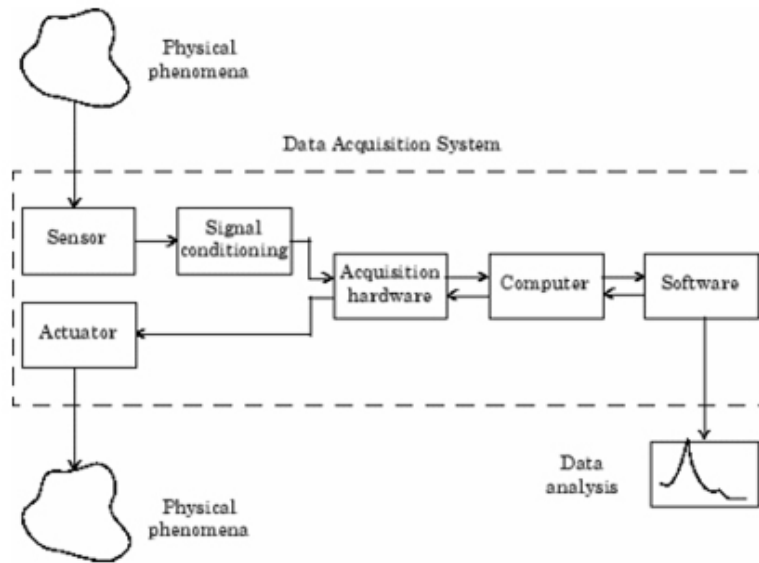 Physical
phenomena
Data Acquisition System
Sensor
Signal
conditioning
Acquisition
hardware
Computer
Software
Actuator
Data
analysis
Physical
phenomena